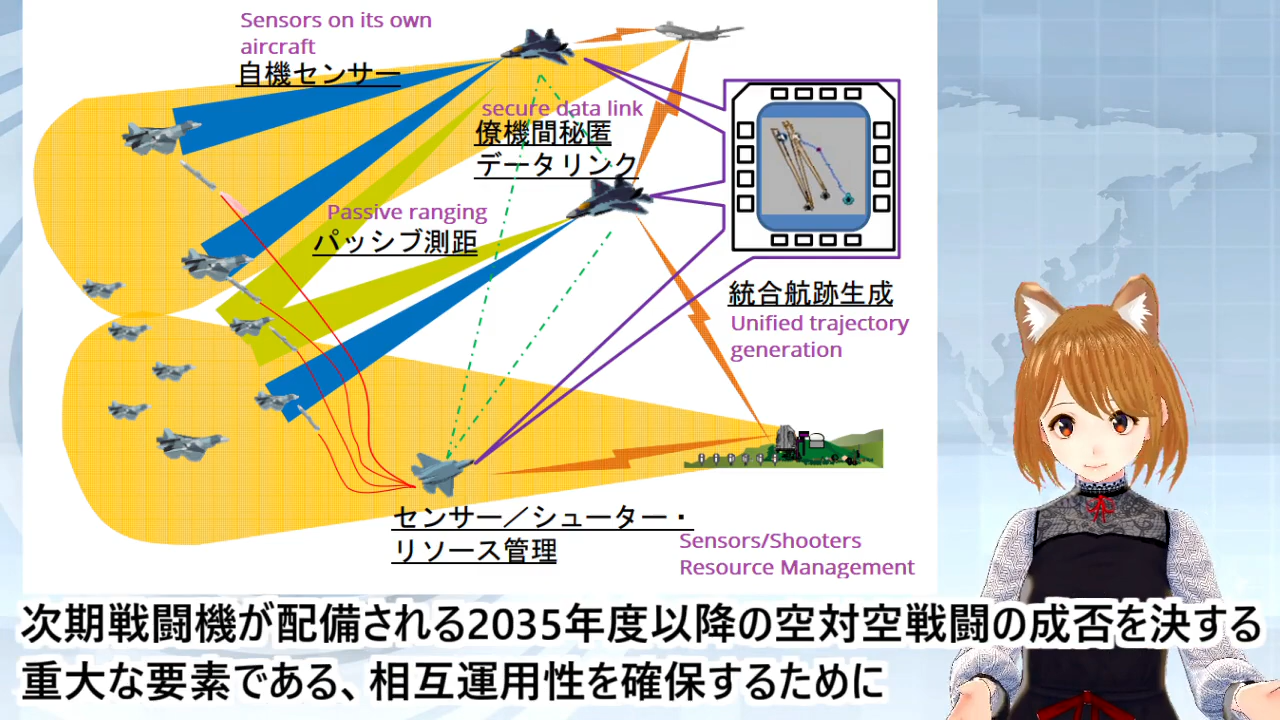 Sensors on its own
aircraft
自機センサー
secure data link
僚機間秘匿
データリンク
Passive ranging
パッシブ測距
統合航跡生成
Unified trajectory
generation
センサー／シューター・
リソース管理
Sensors/Shooters
Resource Management
次期戦闘機が配備される2035年度以降の空対空戦闘の成否を決する
重大な要素である、相互運用性を確保するために